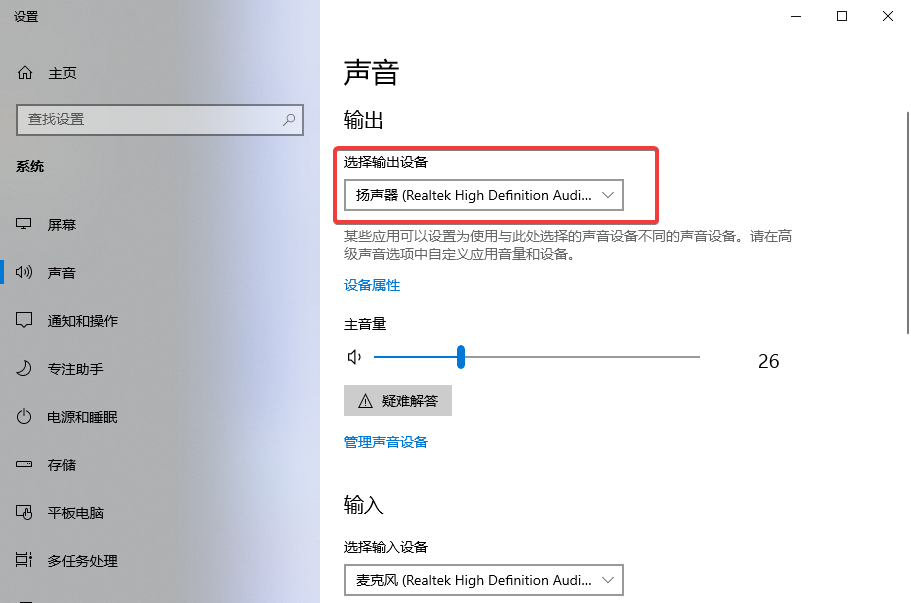 设置
主页
查找设置
系统
屏幕
声音
通知和操作
专注助手
电源和睡眠
存储
平板电脑
多任务处理
声音
输出
选择输出设备
扬声器 (Realtek High Definition Audi...
某些应用可以设置为使用与此处选择的声音设备不同的声音设备。请在高
级声音选项中自定义应用音量和设备。
设备属性
主音量
26
疑难解答
管理声音设备
输入
选择输入设备
麦克风 (Realtek High Definition Audi...